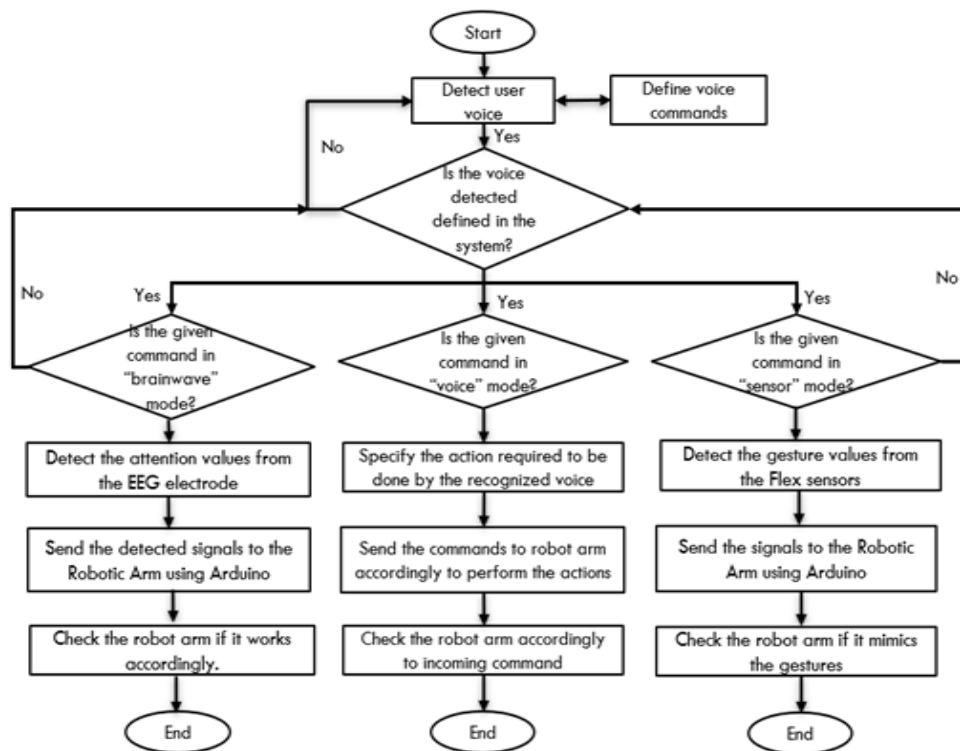 Start
Detect user
voice
Define voice
commands
Yes
No
Is the voice
detected
defined in the
system?
No
Yes
Yes
Yes
No
Is the given
command in
“brainwave”
mode?
Is the given
command in
“voice” mode?
Is the given
command in
“sensor” mode?
Detect the attention values from
the EEG electrode
Specify the action required to be
done by the recognized voice
Detect the gesture values from
the Flex sensors
Send the detected signals to the
Robotic Arm using Arduino
Send the commands to robot arm
accordingly to perform the actions
Send the signals to the Robotic
Arm using Arduino
Check the robot arm if it works
accordingly.
Check the robot arm accordingly
to incoming command
Check the robot arm if it mimics
the gestures
End
End
End